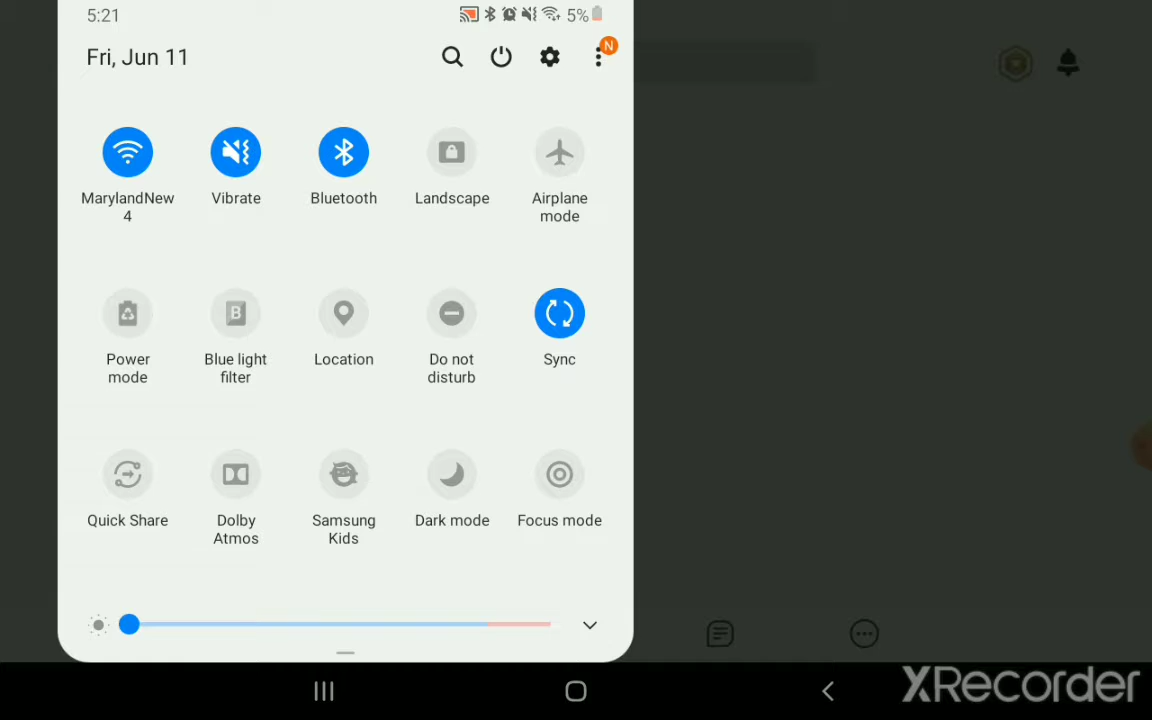 5:21
5%
Fri, Jun 11
N
MarylandNew
4
Vibrate
Bluetooth
Landscape
Airplane
mode
Power
mode
B
Blue light
filter
Location
Do not
disturb
Sync
Quick Share
Dolby
Atmos
Samsung
Kids
Dark mode
Focus mode
XRecorder